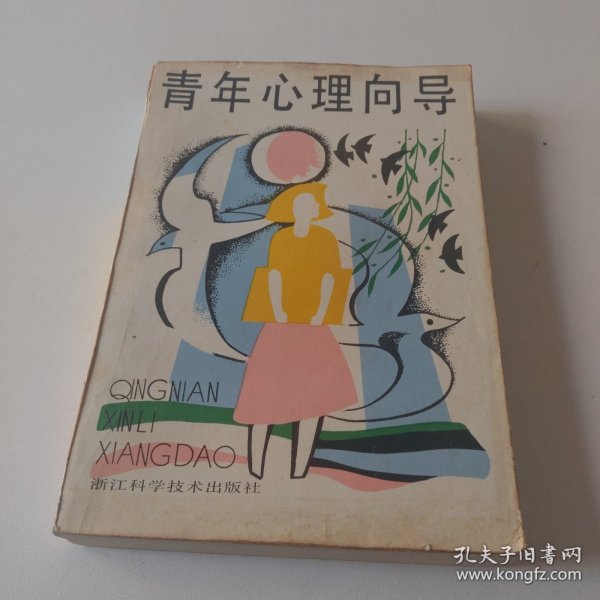 青年心理向导
QINGNIAN
XINLI
XIANGDAO
浙江科学技术出版社
孔夫子旧书网
www.kongfz.com